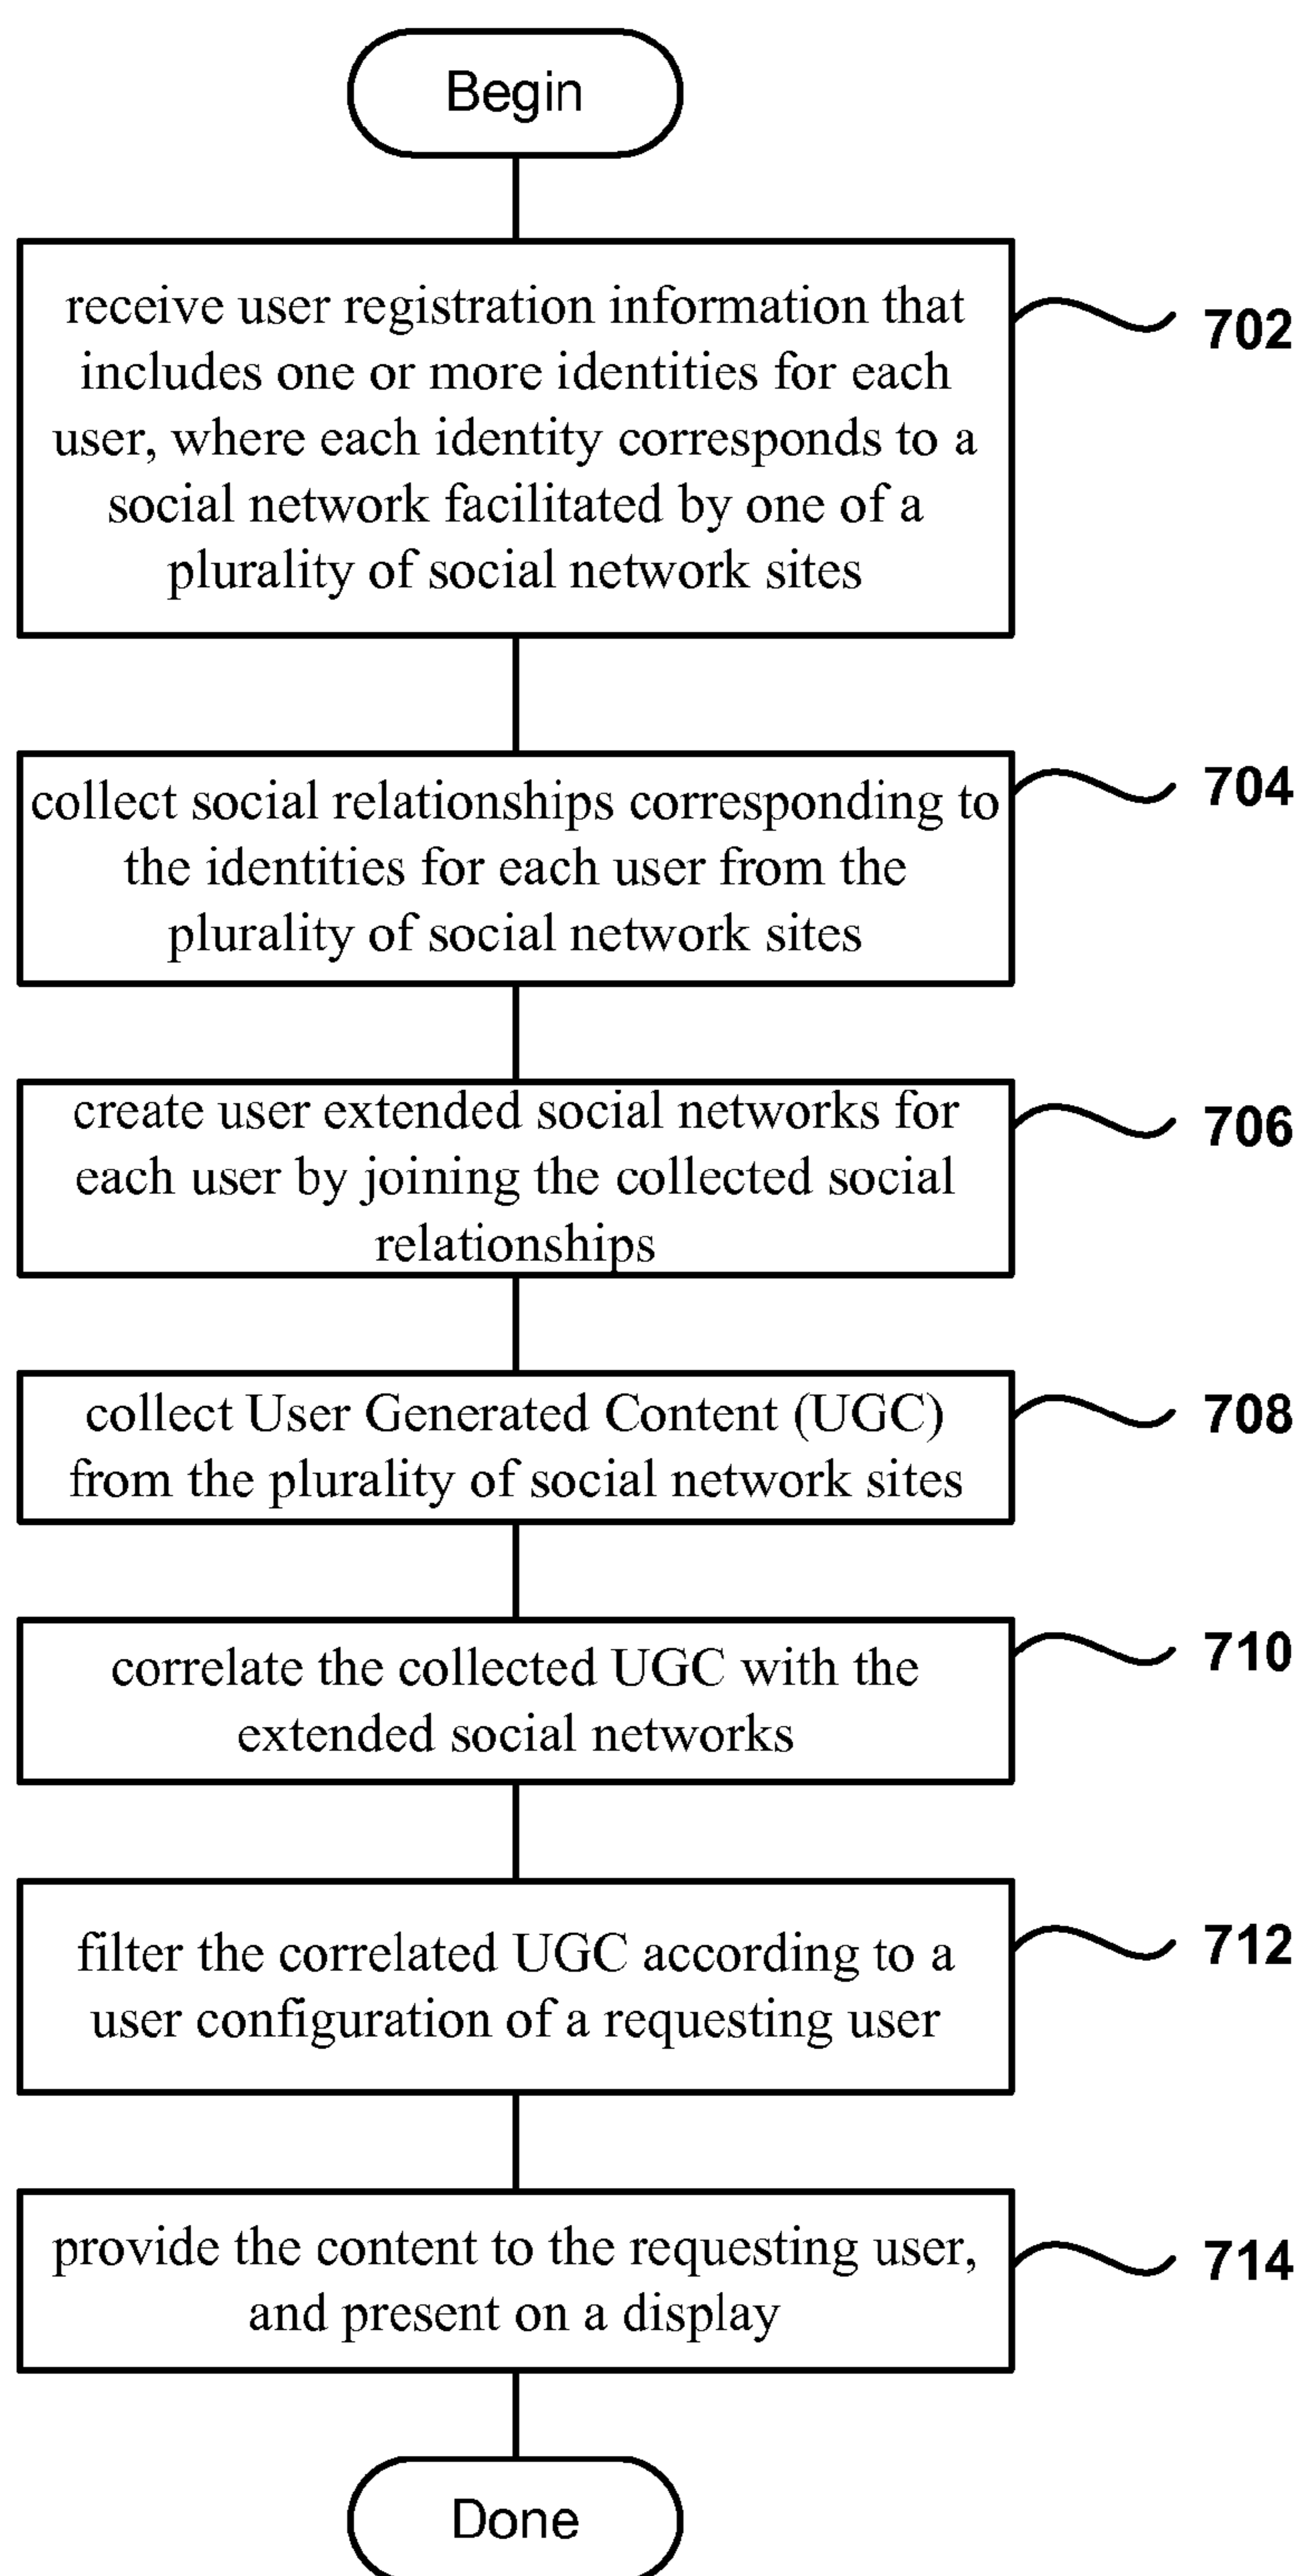 Begin
receive user registration information that
includes one or more identities for each
user, where each identity corresponds to a
social network facilitated by one of a
plurality of social network sites
702
collect social relationships corresponding to
the identities for each user from the
plurality of social network sites
704
create user extended social networks for
each user by joining the collected social
relationships
706
collect User Generated Content (UGC)
from the plurality of social network sites
708
correlate the collected UGC with the
extended social networks
710
filter the correlated UGC according to a
user configuration of a requesting user
712
provide the content to the requesting user,
and present on a display
714
Done